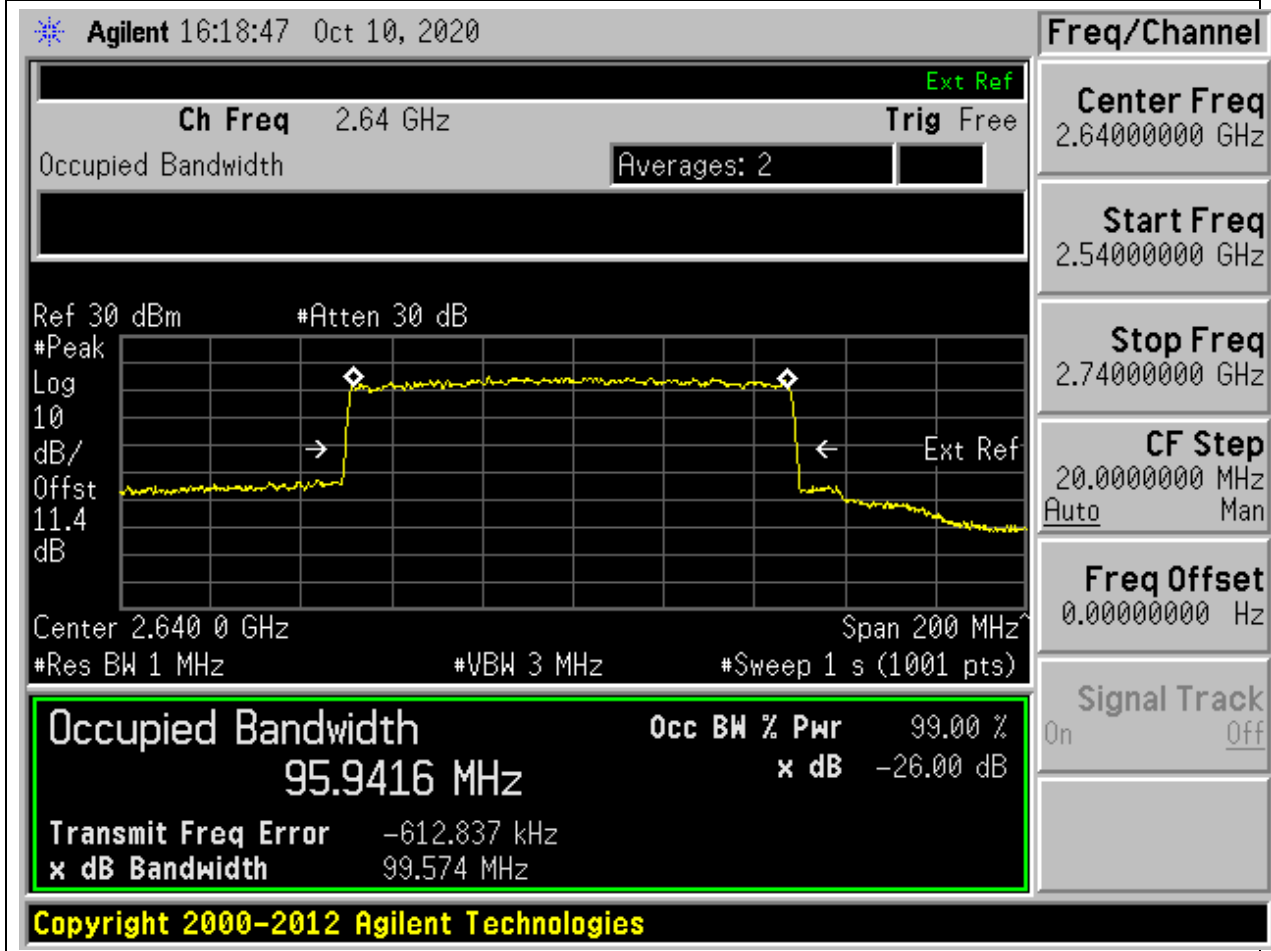 Agilent 16:18:47 Oct 10, 2020
Freq/Channel
Ext Ref
Ch Freq 2.64 GHz Trig Free
Occupied Bandwidth Averages: 2
Center Freq
2.64000000 GHz
Start Freq
2.54000000 GHz
Stop Freq
2.74000000 GHz
CF Step
20.0000000 MHz
Auto Man
Freq Offset
0.00000000 Hz
Signal Track
On Off
Ref 30 dBm #Atten 30 dB
#Peak
Log
10
dB/
Offst
11.4
dB
Ext Ref
Center 2.640 0 GHz Span 200 MHz^
#Res BW 1 MHz #VBW 3 MHz #Sweep 1 s (1001 pts)
Occupied Bandwidth
95.9416 MHz
Occ BW % Pwr 99.00 %
x dB -26.00 dB
Transmit Freq Error -612.837 kHz
x dB Bandwidth 99.574 MHz
Copyright 2000-2012 Agilent Technologies